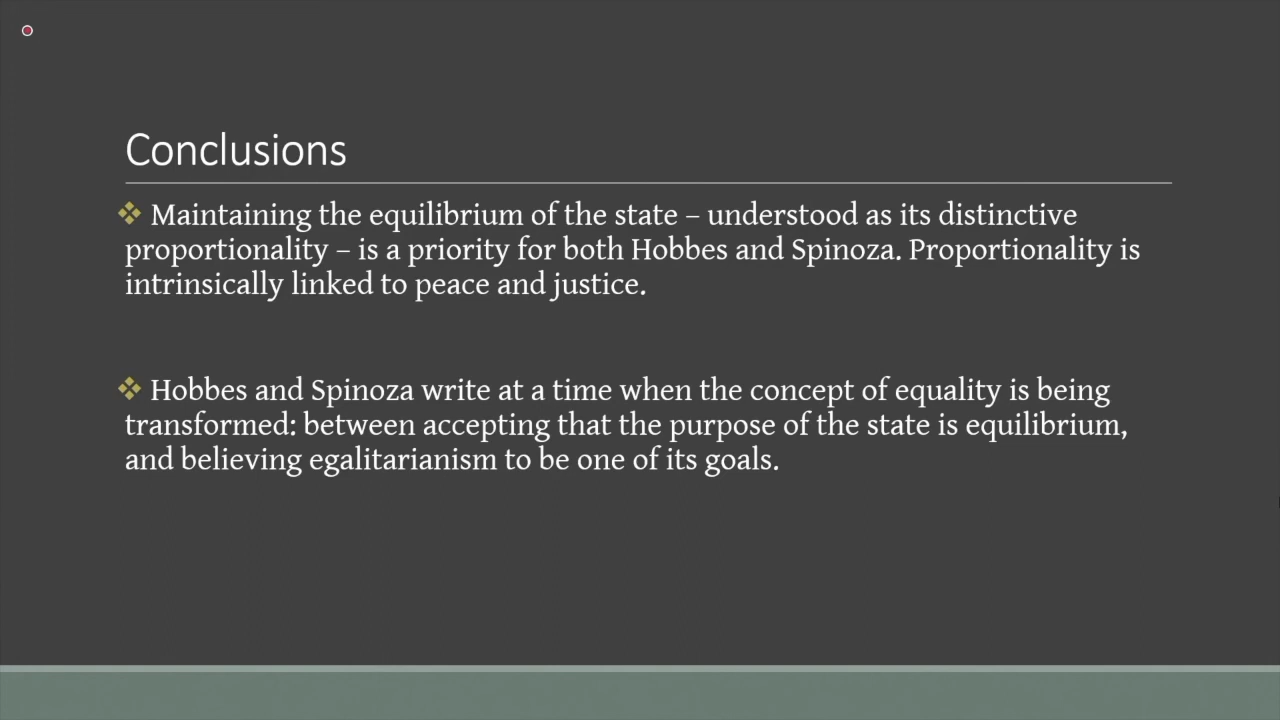 Conclusions
❖ Maintaining the equilibrium of the state – understood as its distinctive
proportionality – is a priority for both Hobbes and Spinoza. Proportionality is
intrinsically linked to peace and justice.
❖ Hobbes and Spinoza write at a time when the concept of equality is being
transformed: between accepting that the purpose of the state is equilibrium,
and believing egalitarianism to be one of its goals.